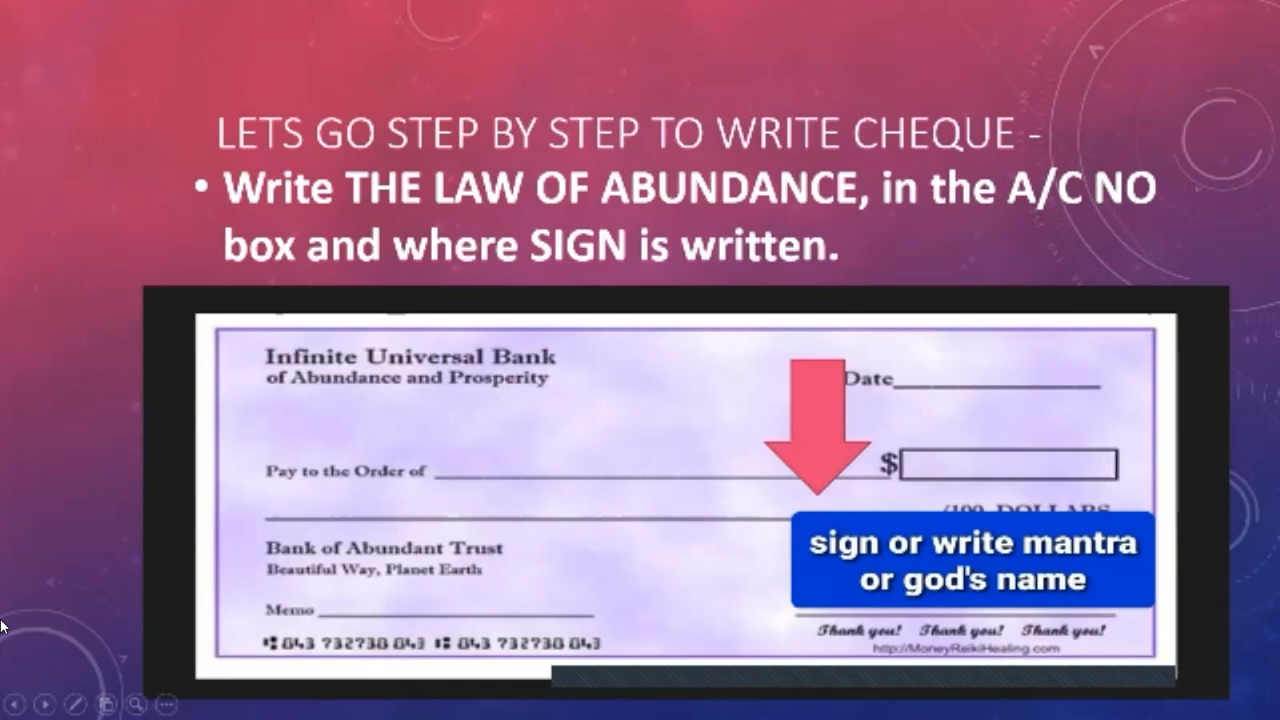 LETS GO STEP BY STEP TO WRITE CHEQUE -
• Write THE LAW OF ABUNDANCE, in the A/C NO
box and where SIGN is written.
Infinite Universal Bank
of Abundance and Prosperity
Date
Pay to the Order of
$
/100 DOLLARS
Bank of Abundant Trust
Beautiful Way, Planet Earth
sign or write mantra
or god's name
Memo
Thank you! Thank you! Thank you!
http://MoneyReikiHealing.com
843 732738 843 843 732738 843